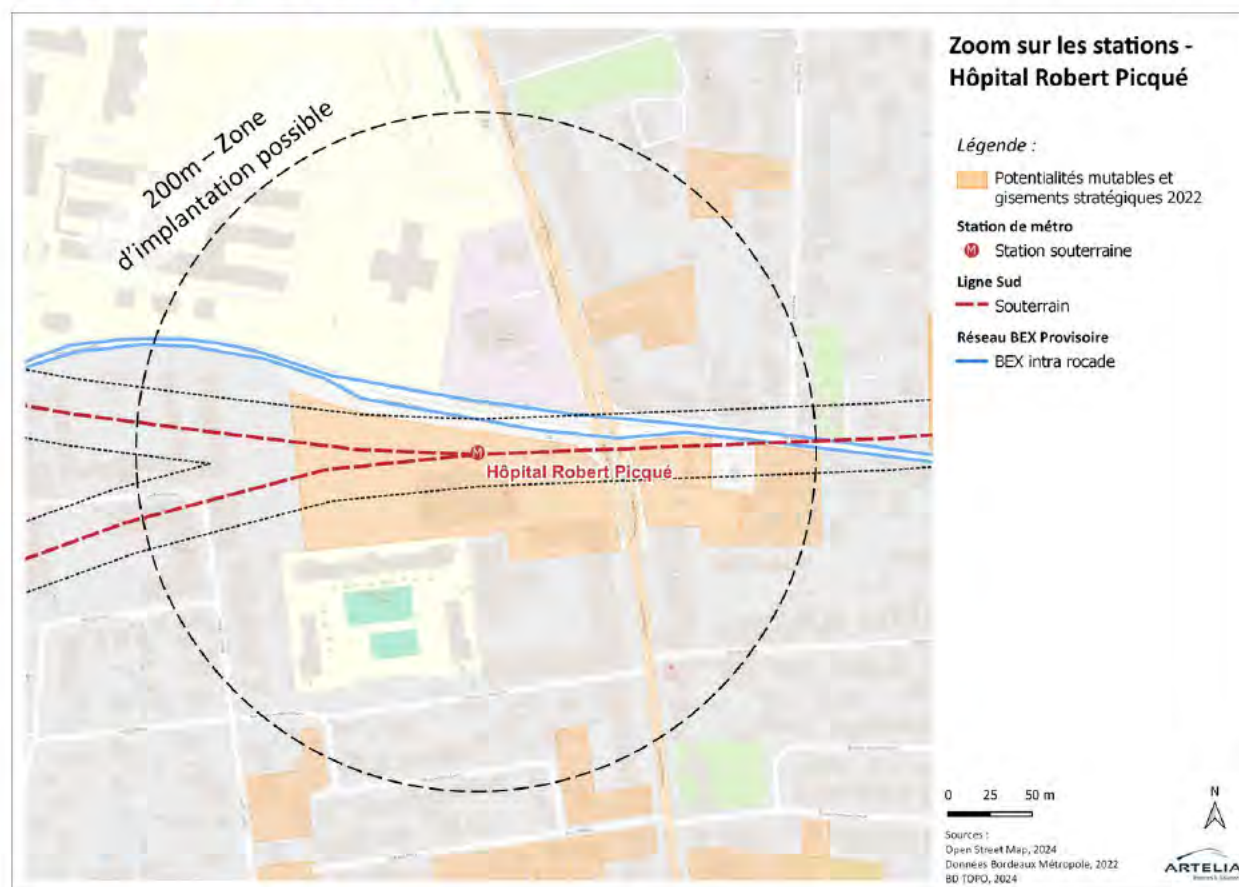 Zoom sur les stations -
Hôpital Robert Picqué
Légende :
Potentialités mutables et
gisements stratégiques 2022
Station de métro
M Station souterraine
Ligne Sud
Souterrain
Réseau BEX Provisoire
BEX intra rocade
200m – Zone
d'implantation possible
M
Hôpital Robert Picqué
0 25 50 m
N
Sources :
Open Street Map, 2024
Données Bordeaux Métropole, 2022
BD TOPO, 2024
ARTELIA